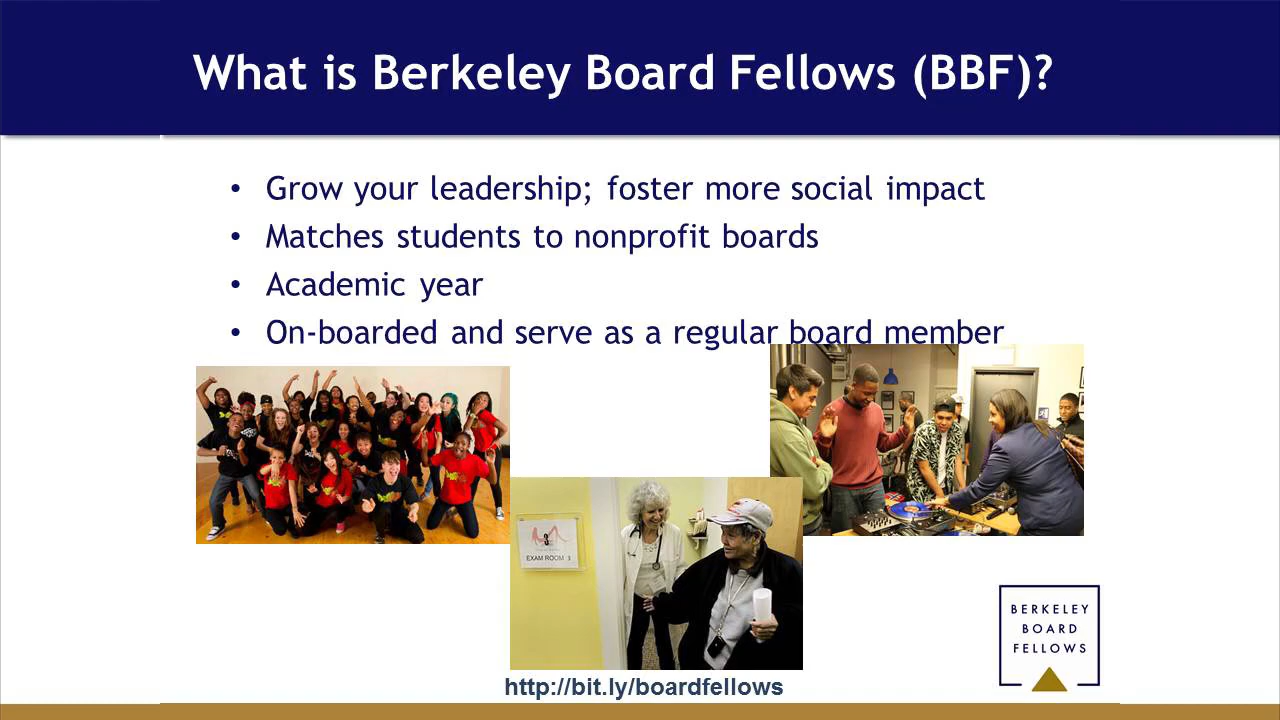 What is Berkeley Board Fellows (BBF)?
• Grow your leadership; foster more social impact
• Matches students to nonprofit boards
• Academic year
• On-boarded and serve as a regular board member
EXAM ROOM 3
BERKELEY
BOARD
FELLOWS
http://bit.ly/boardfellows